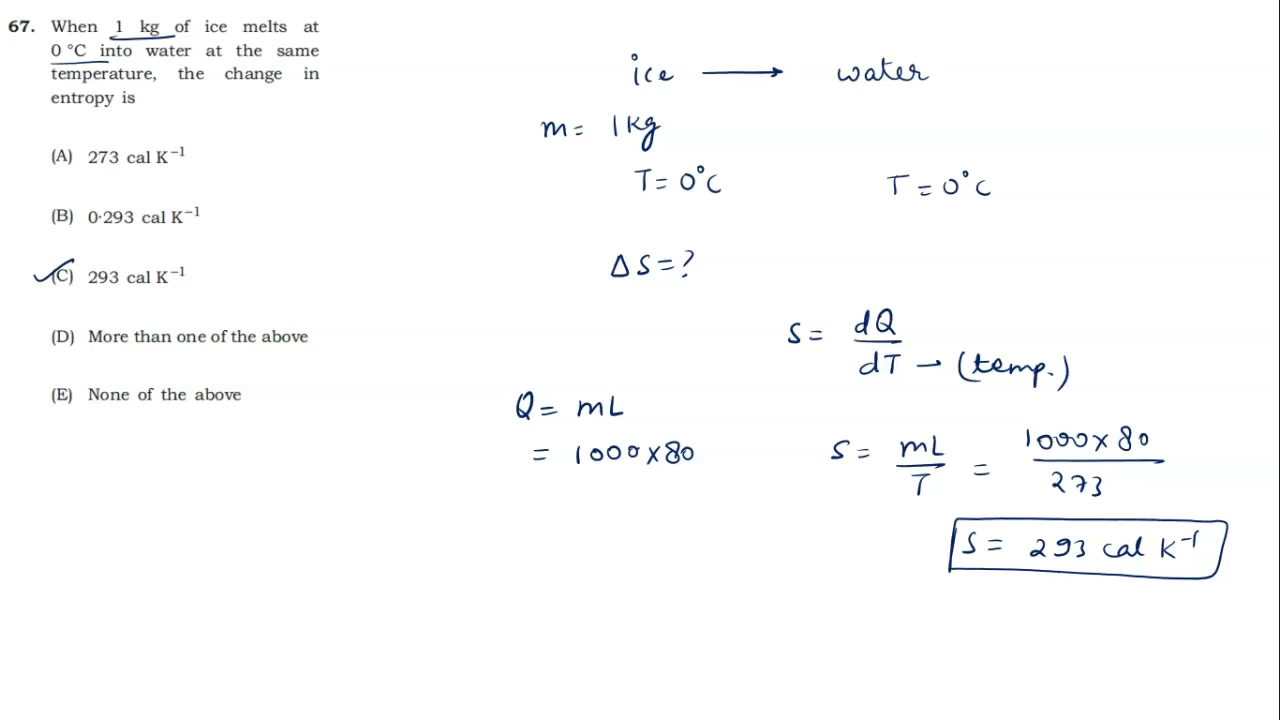 67. When 1 kg of ice melts at
0 °C into water at the same
temperature, the change in
entropy is
(A) 273 cal K⁻¹
(B) 0·293 cal K⁻¹
(C) 293 cal K⁻¹
(D) More than one of the above
(E) None of the above
ice → water
m = 1 kg
T = 0°C T = 0°C
Δ S = ?
S = dQ / dT → (temp.)
Q = mL
= 1000 × 80
S = mL / T = 1000 × 80 / 273
S = 293 cal K⁻¹